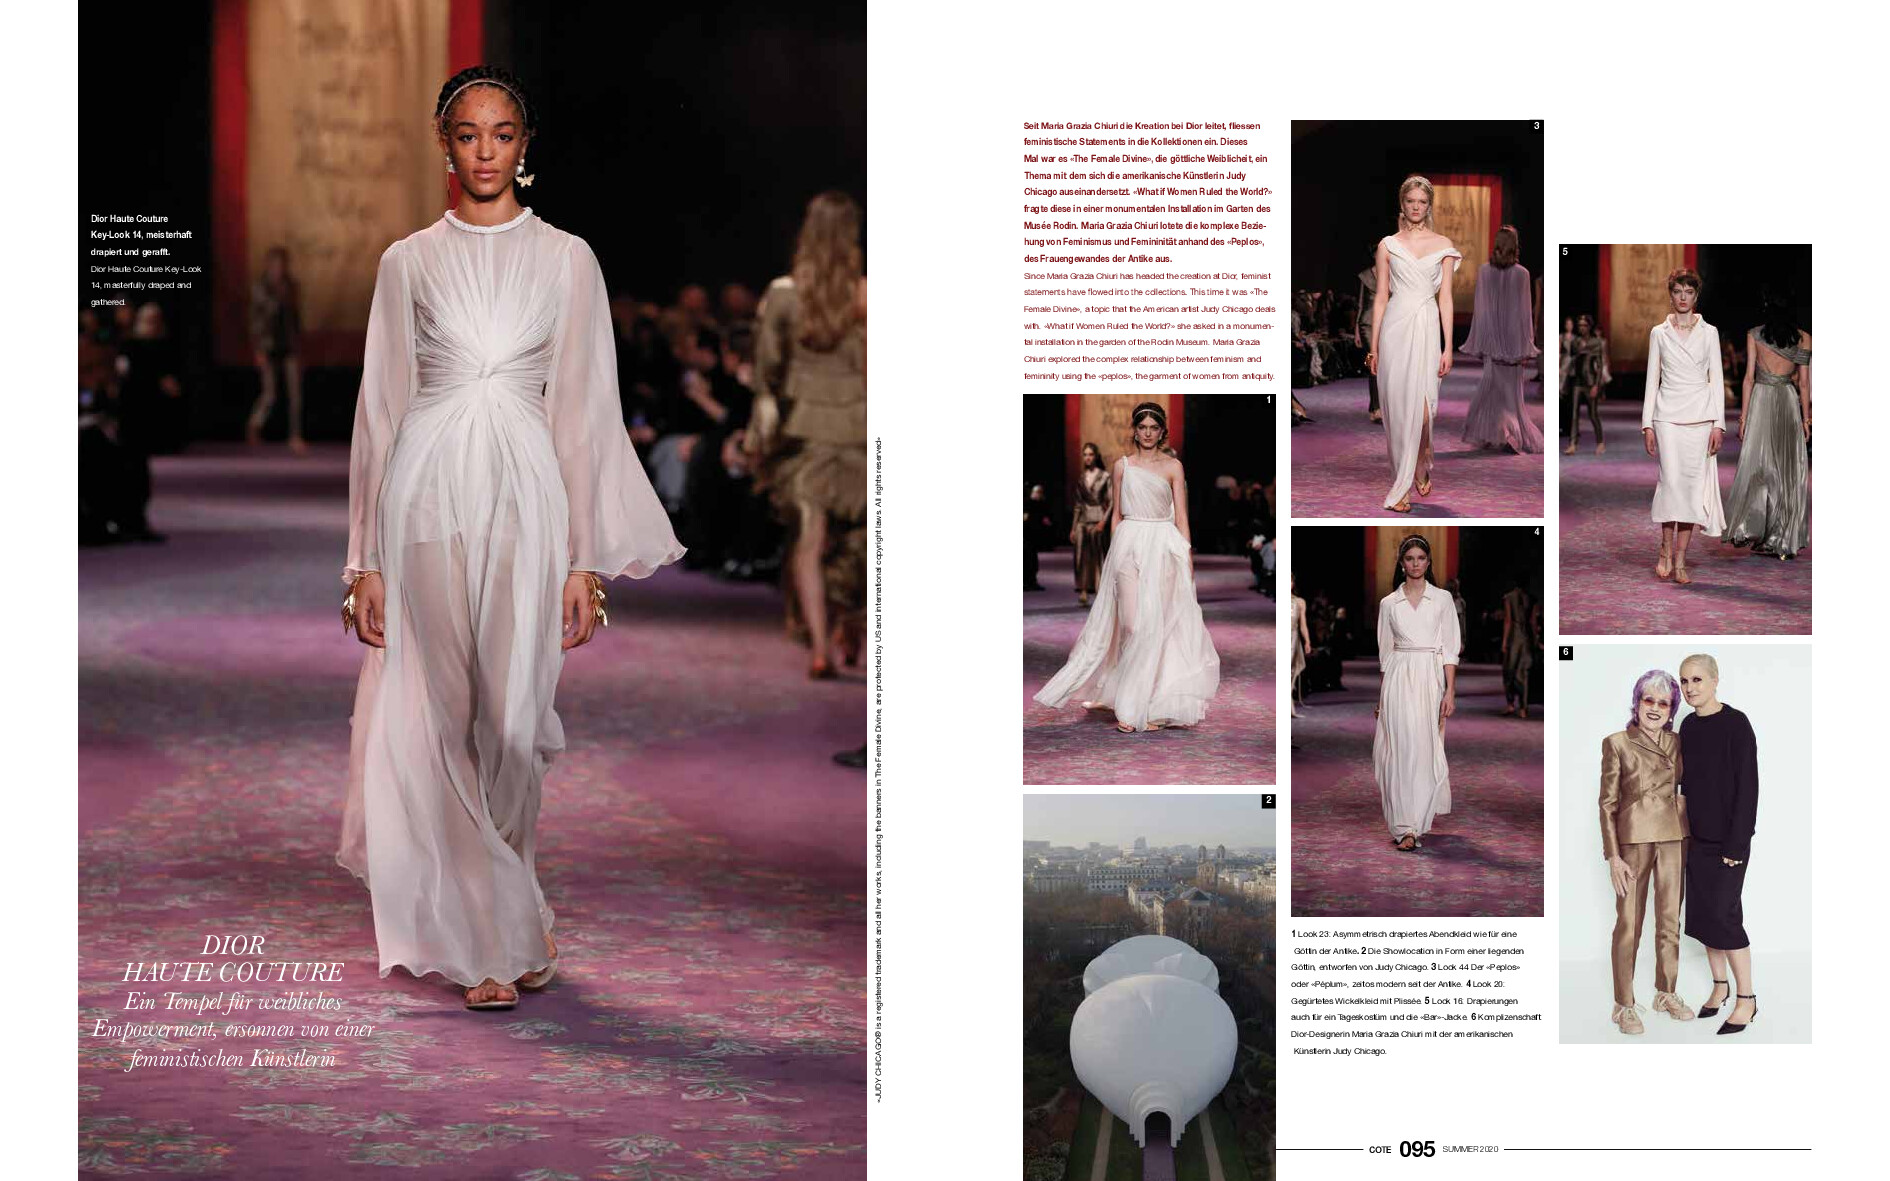 Dior Haute Couture
Key-Look 14, meisterhaft
drapiert und gerafft.
Dior Haute Couture Key-Look
14, masterfully draped and
gathered.
DIOR
HAUTE COUTURE
Ein Tempel für weibliches
Empowerment, ersonnen von einer
feministischen Künstlerin
«JUDY CHICAGO® is a registered trademark and all her works, including the banners in The Female Divine, are protected by US and international copyright laws. All rights reserved»
Seit Maria Grazia Chiuri die Kreation bei Dior leitet, fliessen
feministische Statements in die Kollektionen ein. Dieses
Mal war es «The Female Divine», die göttliche Weiblicheit, ein
Thema mit dem sich die amerikanische Künstlerin Judy
Chicago auseinandersetzt. «What if Women Ruled the World?»
fragte diese in einer monumentalen Installation im Garten des
Musée Rodin. Maria Grazia Chiuri lotete die komplexe Bezie-
hung von Feminismus und Femininität anhand des «Peplos»,
des Frauengewandes der Antike aus.
Since Maria Grazia Chiuri has headed the creation at Dior, feminist
statements have flowed into the collections. This time it was «The
Female Divine», a topic that the American artist Judy Chicago deals
with. «What if Women Ruled the World?» she asked in a monumen-
tal installation in the garden of the Rodin Museum. Maria Grazia
Chiuri explored the complex relationship between feminism and
femininity using the «peplos», the garment of women from antiquity.
1
2
3
4
5
6
1 Look 23: Asymmetrisch drapiertes Abendkleid wie für eine
Göttin der Antike. 2 Die Showlocation in Form einer liegenden
Göttin, entworfen von Judy Chicago. 3 Look 44 Der «Peplos»
oder «Péplum», zeitos modern seit der Antike. 4 Look 20:
Gegürtetes Wickelkleid mit Plissée. 5 Look 16. Drapierungen
auch für ein Tageskostüm und die «Bar»-Jacke. 6 Komplizenschaft
Dior-Designerin Maria Grazia Chiuri mit der amerikanischen
Künstlerin Judy Chicago.
COTE 095 SUMMER 2020